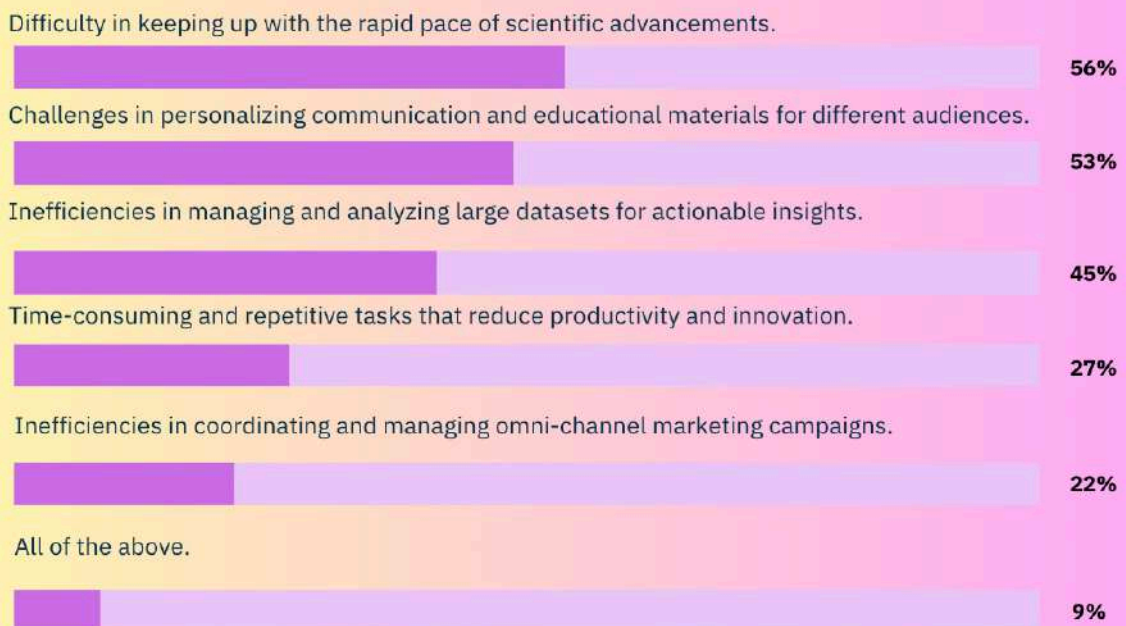 Difficulty in keeping up with the rapid pace of scientific advancements.
56%
Challenges in personalizing communication and educational materials for different audiences.
53%
Inefficiencies in managing and analyzing large datasets for actionable insights.
45%
Time-consuming and repetitive tasks that reduce productivity and innovation.
27%
Inefficiencies in coordinating and managing omni-channel marketing campaigns.
22%
All of the above.
9%